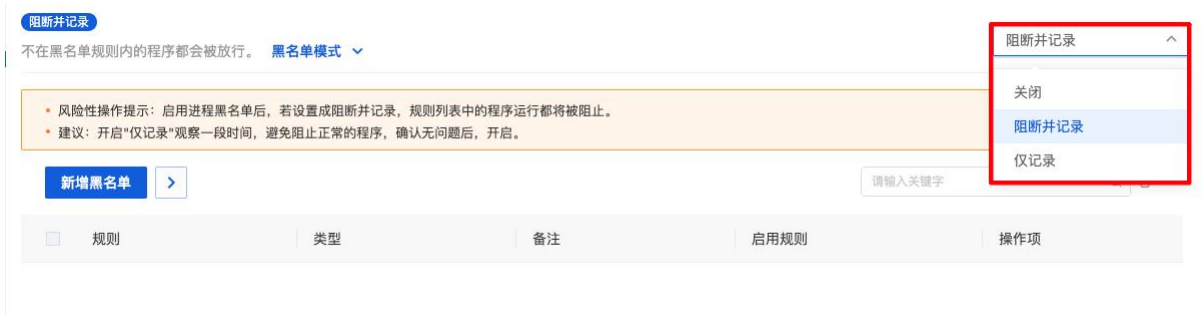 阻断并记录
不在黑名单规则内的程序都会被放行。 黑名单模式
阻断并记录
关闭
阻断并记录
仅记录
• 风险性操作提示：启用进程黑名单后，若设置成阻断并记录，规则列表中的程序运行都将被阻止。
• 建议：开启"仅记录"观察一段时间，避免阻止正常的程序，确认无问题后，开启。
新增黑名单
请输入关键字
规则 类型 备注 启用规则 操作项